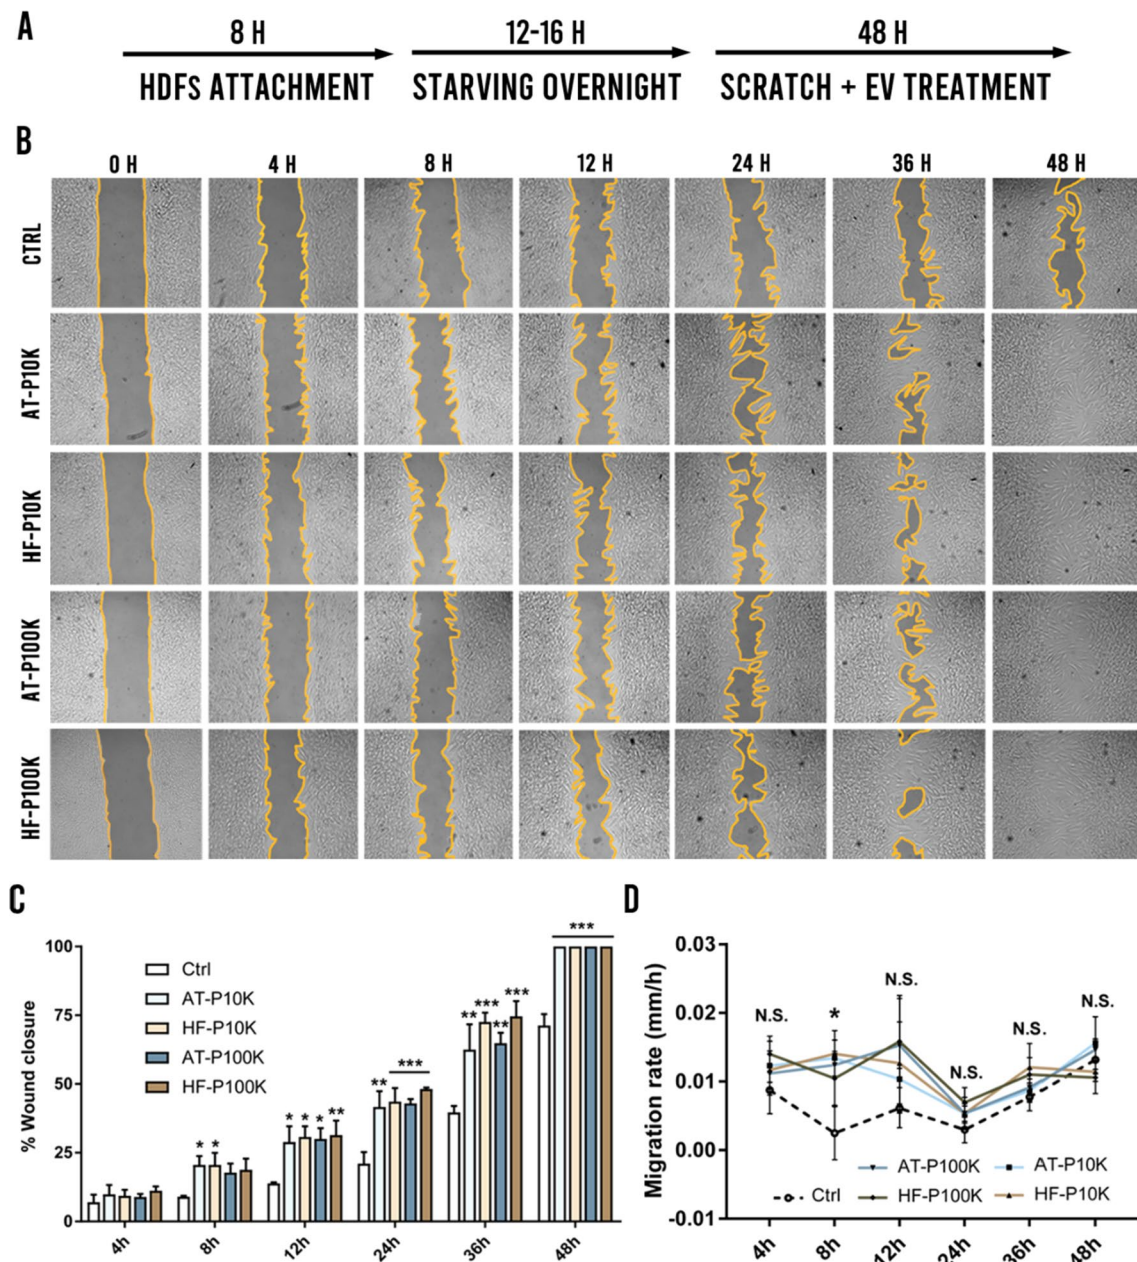 A
8 H
12-16 H
48 H
HDFs ATTACHMENT
STARVING OVERNIGHT
SCRATCH + EV TREATMENT
B
0 H
4 H
8 H
12 H
24 H
36 H
48 H
CTRL
AT-P10K
HF-P10K
AT-P100K
HF-P100K
C
% Wound closure
100
75
50
25
0
Ctrl
AT-P10K
HF-P10K
AT-P100K
HF-P100K
* *
* * * **
** ***
** *** ** ***
***
4h
8h
12h
24h
36h
48h
D
Migration rate (mm/h)
0.03
0.02
0.01
0.00
-0.01
N.S.
*
N.S.
N.S.
N.S.
N.S.
AT-P100K
AT-P10K
Ctrl
HF-P100K
HF-P10K
4h
8h
12h
24h
36h
48h